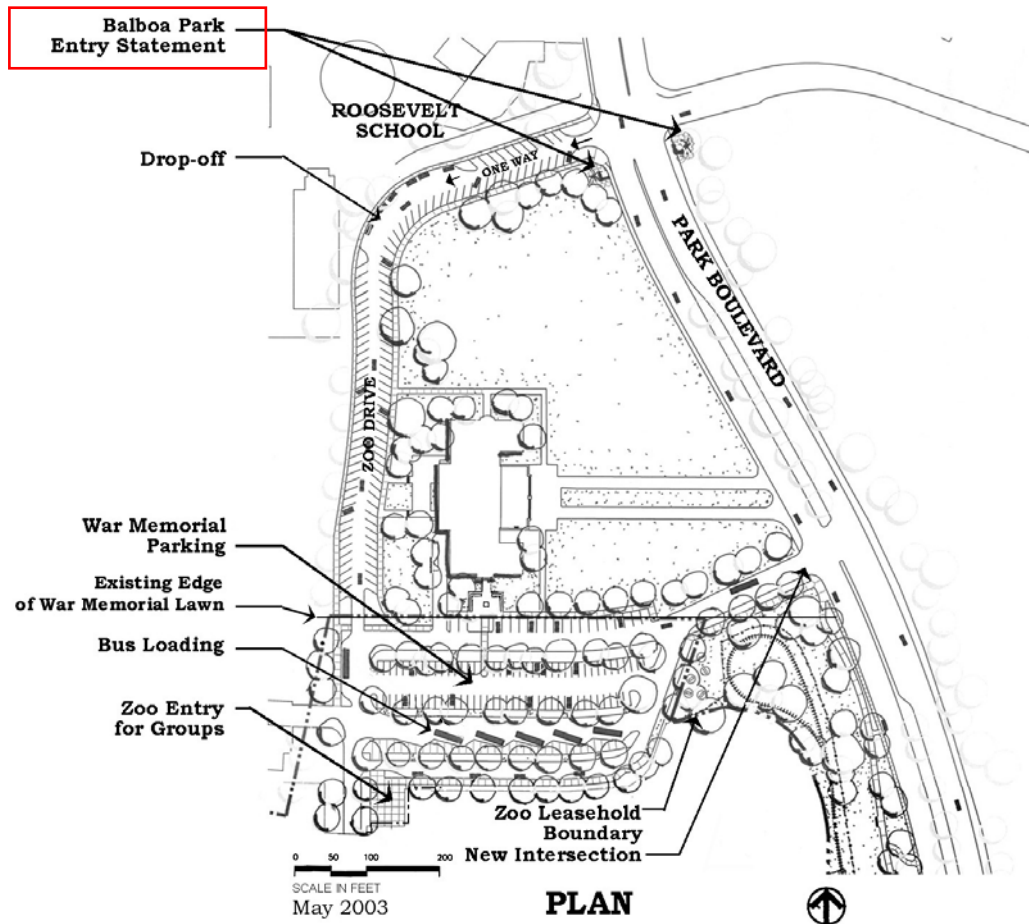 Balboa Park
Entry Statement
ROOSEVELT
SCHOOL
Drop-off
ONE WAY
PARK BOULEVARD
ZOO DRIVE
War Memorial
Parking
Existing Edge
of War Memorial Lawn
Bus Loading
Zoo Entry
for Groups
Zoo Leasehold
Boundary
New Intersection
0 50 100 200
SCALE IN FEET
May 2003
PLAN